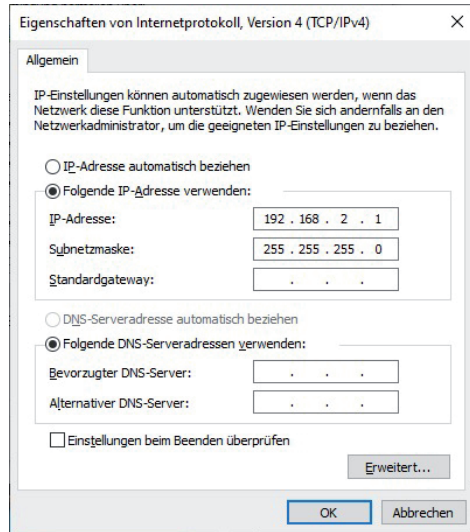 Eigenschaften von Internetprotokoll, Version 4 (TCP/IPv4)
Allgemein
IP-Einstellungen können automatisch zugewiesen werden, wenn das
Netzwerk diese Funktion unterstützt. Wenden Sie sich andernfalls an den
Netzwerkadministrator, um die geeigneten IP-Einstellungen zu beziehen.
IP-Adresse automatisch beziehen
Folgende IP-Adresse verwenden:
IP-Adresse: 192 . 168 . 2 . 1
Subnetzmaske: 255 . 255 . 255 . 0
Standardgateway: . . .
DNS-Serveradresse automatisch beziehen
Folgende DNS-Serveradressen verwenden:
Bevorzugter DNS-Server: . . .
Alternativer DNS-Server: . . .
Einstellungen beim Beenden überprüfen
Erweitert...
OK Abbrechen